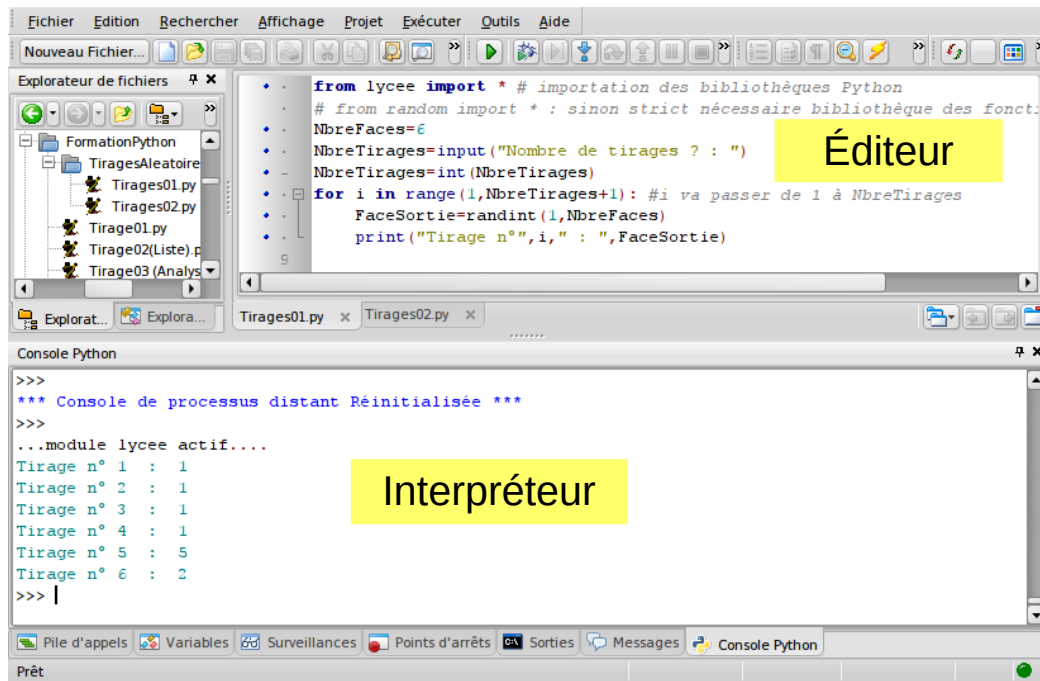 Fichier Edition Rechercher Affichage Projet Exécuter Outils Aide
Nouveau Fichier...
Explorateur de fichiers
FormationPython
TiragesAleatoire
Tirages01.py
Tirages02.py
Tirage01.py
Tirage02(Liste).p
Tirage03 (Analys
Explorat... Explora...
from lycee import * # importation des bibliothèques Python
# from random import * : sinon strict nécessaire bibliothèque des foncti
NbreFaces=6
NbreTirages=input("Nombre de tirages ? : ")
NbreTirages=int(NbreTirages)
for i in range(1,NbreTirages+1): #i va passer de 1 à NbreTirages
FaceSortie=randint(1,NbreFaces)
print("Tirage n°",i," : ",FaceSortie)
9
Éditeur
Tirages01.py Tirages02.py
Console Python
>>>
*** Console de processus distant Réinitialisée ***
>>>
...module lycee actif....
Tirage n° 1 : 1
Tirage n° 2 : 1
Tirage n° 3 : 1
Tirage n° 4 : 1
Tirage n° 5 : 5
Tirage n° 6 : 2
>>>
Interpréteur
Pile d'appels Variables Surveillances Points d'arrêts Sorties Messages Console Python
Prêt